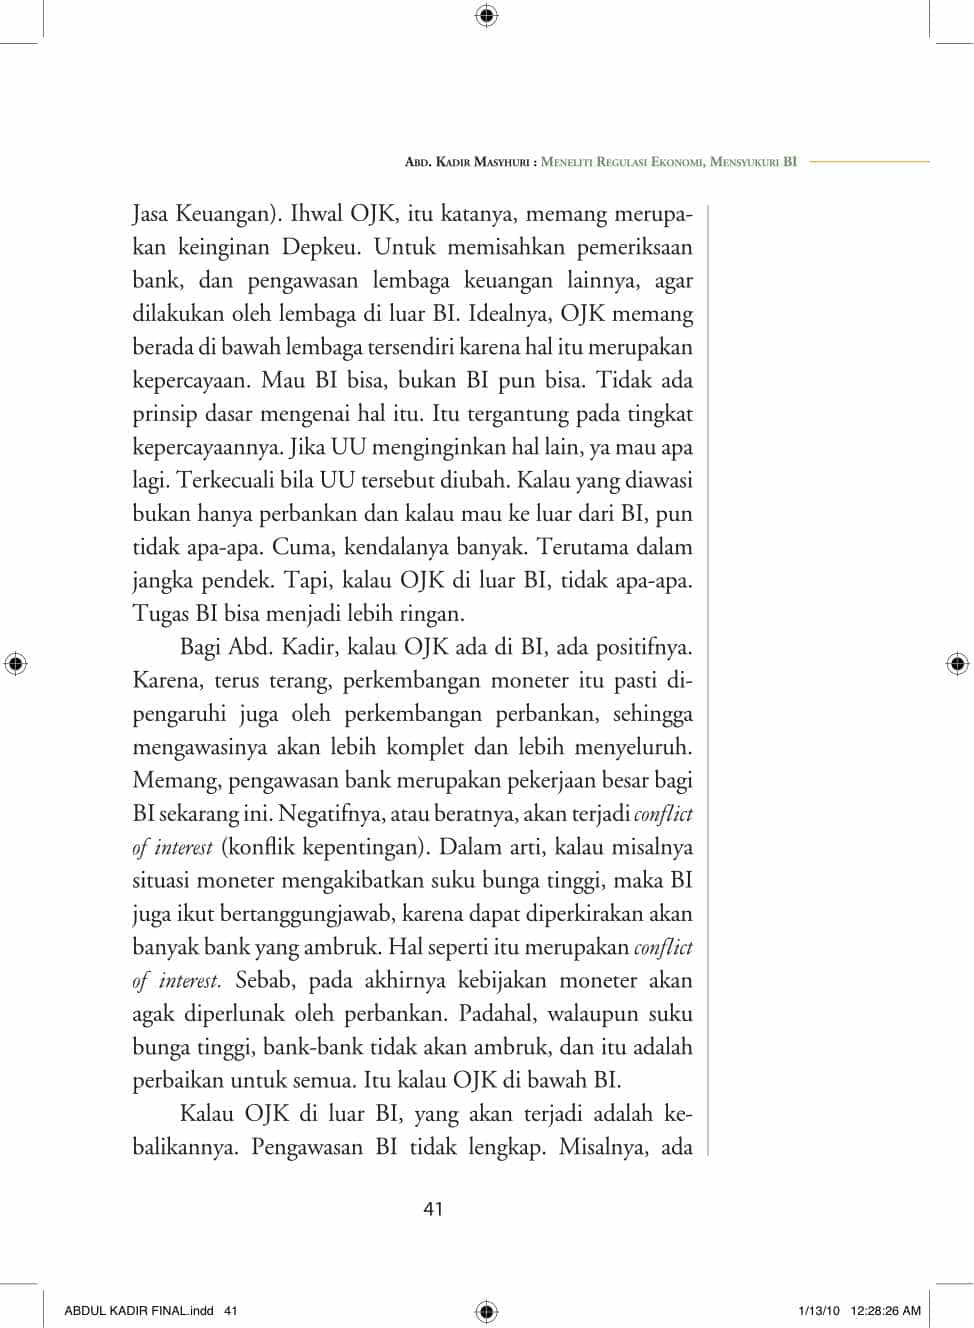 Abd. Kadir Masyhuri : Meneliti Regulasi Ekonomi, Mensyukuri BI
Jasa Keuangan). Ihwal OJK, itu katanya, memang merupa-
kan keinginan Depkeu. Untuk memisahkan pemeriksaan
bank, dan pengawasan lembaga keuangan lainnya, agar
dilakukan oleh lembaga di luar BI. Idealnya, OJK memang
berada di bawah lembaga tersendiri karena hal itu merupakan
kepercayaan. Mau BI bisa, bukan BI pun bisa. Tidak ada
prinsip dasar mengenai hal itu. Itu tergantung pada tingkat
kepercayaannya. Jika UU menginginkan hal lain, ya mau apa
lagi. Terkecuali bila UU tersebut diubah. Kalau yang diawasi
bukan hanya perbankan dan kalau mau ke luar dari BI, pun
tidak apa-apa. Cuma, kendalanya banyak. Terutama dalam
jangka pendek. Tapi, kalau OJK di luar BI, tidak apa-apa.
Tugas BI bisa menjadi lebih ringan.
Bagi Abd. Kadir, kalau OJK ada di BI, ada positifnya.
Karena, terus terang, perkembangan moneter itu pasti di-
pengaruhi juga oleh perkembangan perbankan, sehingga
mengawasinya akan lebih komplet dan lebih menyeluruh.
Memang, pengawasan bank merupakan pekerjaan besar bagi
BI sekarang ini. Negatifnya, atau beratnya, akan terjadi conflict
of interest (konflik kepentingan). Dalam arti, kalau misalnya
situasi moneter mengakibatkan suku bunga tinggi, maka BI
juga ikut bertanggungjawab, karena dapat diperkirakan akan
banyak bank yang ambruk. Hal seperti itu merupakan conflict
of interest. Sebab, pada akhirnya kebijakan moneter akan
agak diperlunak oleh perbankan. Padahal, walaupun suku
bunga tinggi, bank-bank tidak akan ambruk, dan itu adalah
perbaikan untuk semua. Itu kalau OJK di bawah BI.
Kalau OJK di luar BI, yang akan terjadi adalah ke-
balikannya. Pengawasan BI tidak lengkap. Misalnya, ada
41
ABDUL KADIR FINAL.indd 41
1/13/10 12:28:26 AM